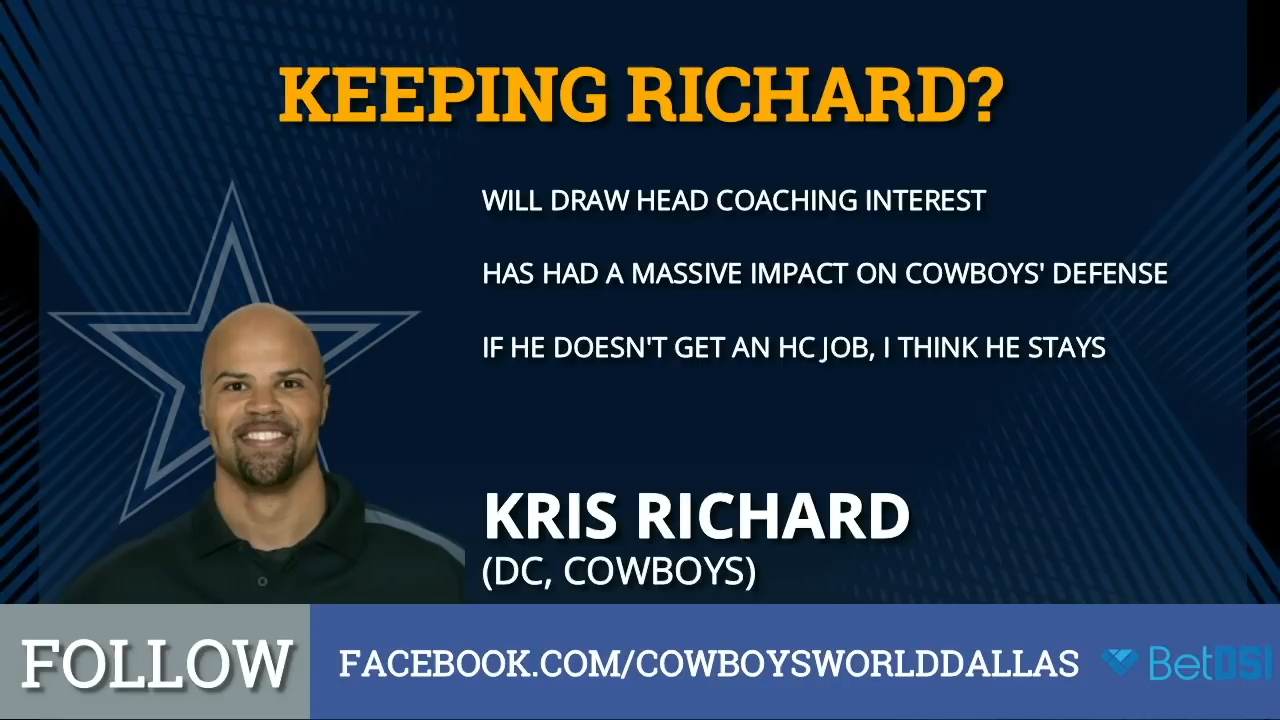 KEEPING RICHARD?
WILL DRAW HEAD COACHING INTEREST
HAS HAD A MASSIVE IMPACT ON COWBOYS' DEFENSE
IF HE DOESN'T GET AN HC JOB, I THINK HE STAYS
KRIS RICHARD
(DC, COWBOYS)
FOLLOW
FACEBOOK.COM/COWBOYSWORLDDALLAS
BetDSI